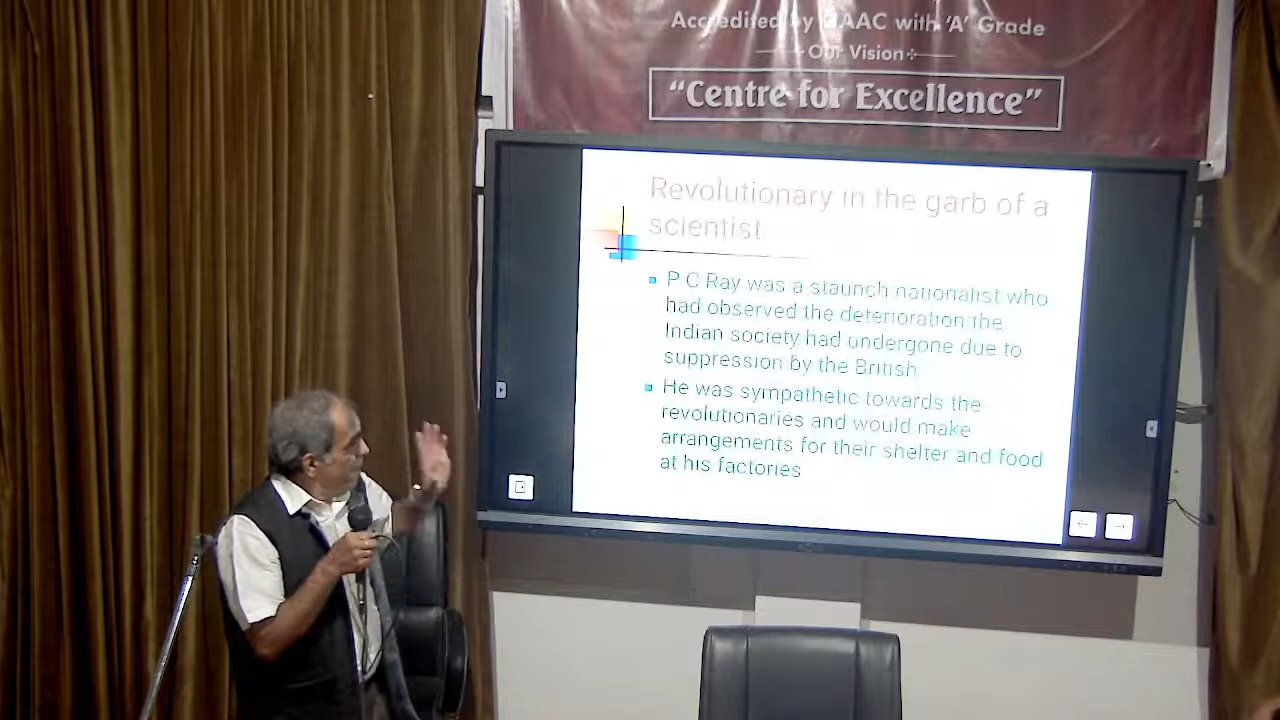 Accredited by NAAC with 'A' Grade
Our Vision
"Centre for Excellence"
Revolutionary in the garb of a
scientist
P C Ray was a staunch nationalist who
had observed the deterioration the
Indian society had undergone due to
suppression by the British
He was sympathetic towards the
revolutionaries and would make
arrangements for their shelter and food
at his factories